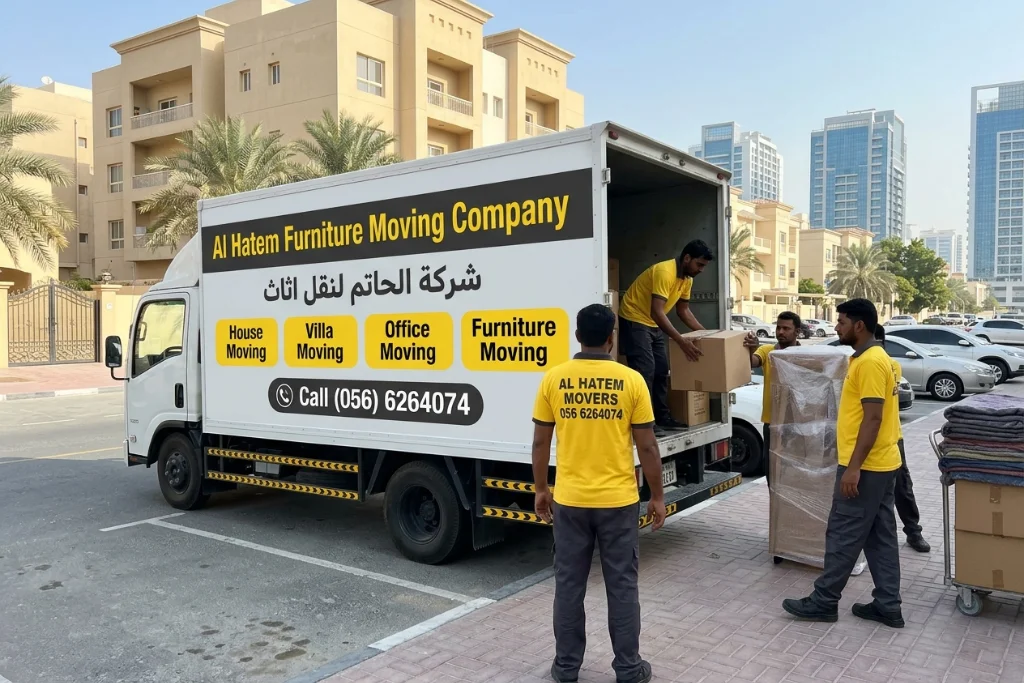 Al Hatem Furniture Moving Company
شركة الحاتم لنقل اثاث
House
Moving
Villa
Moving
Office
Moving
Furniture
Moving
Call (056) 6264074
AL HATEM
MOVERS
056 6264074